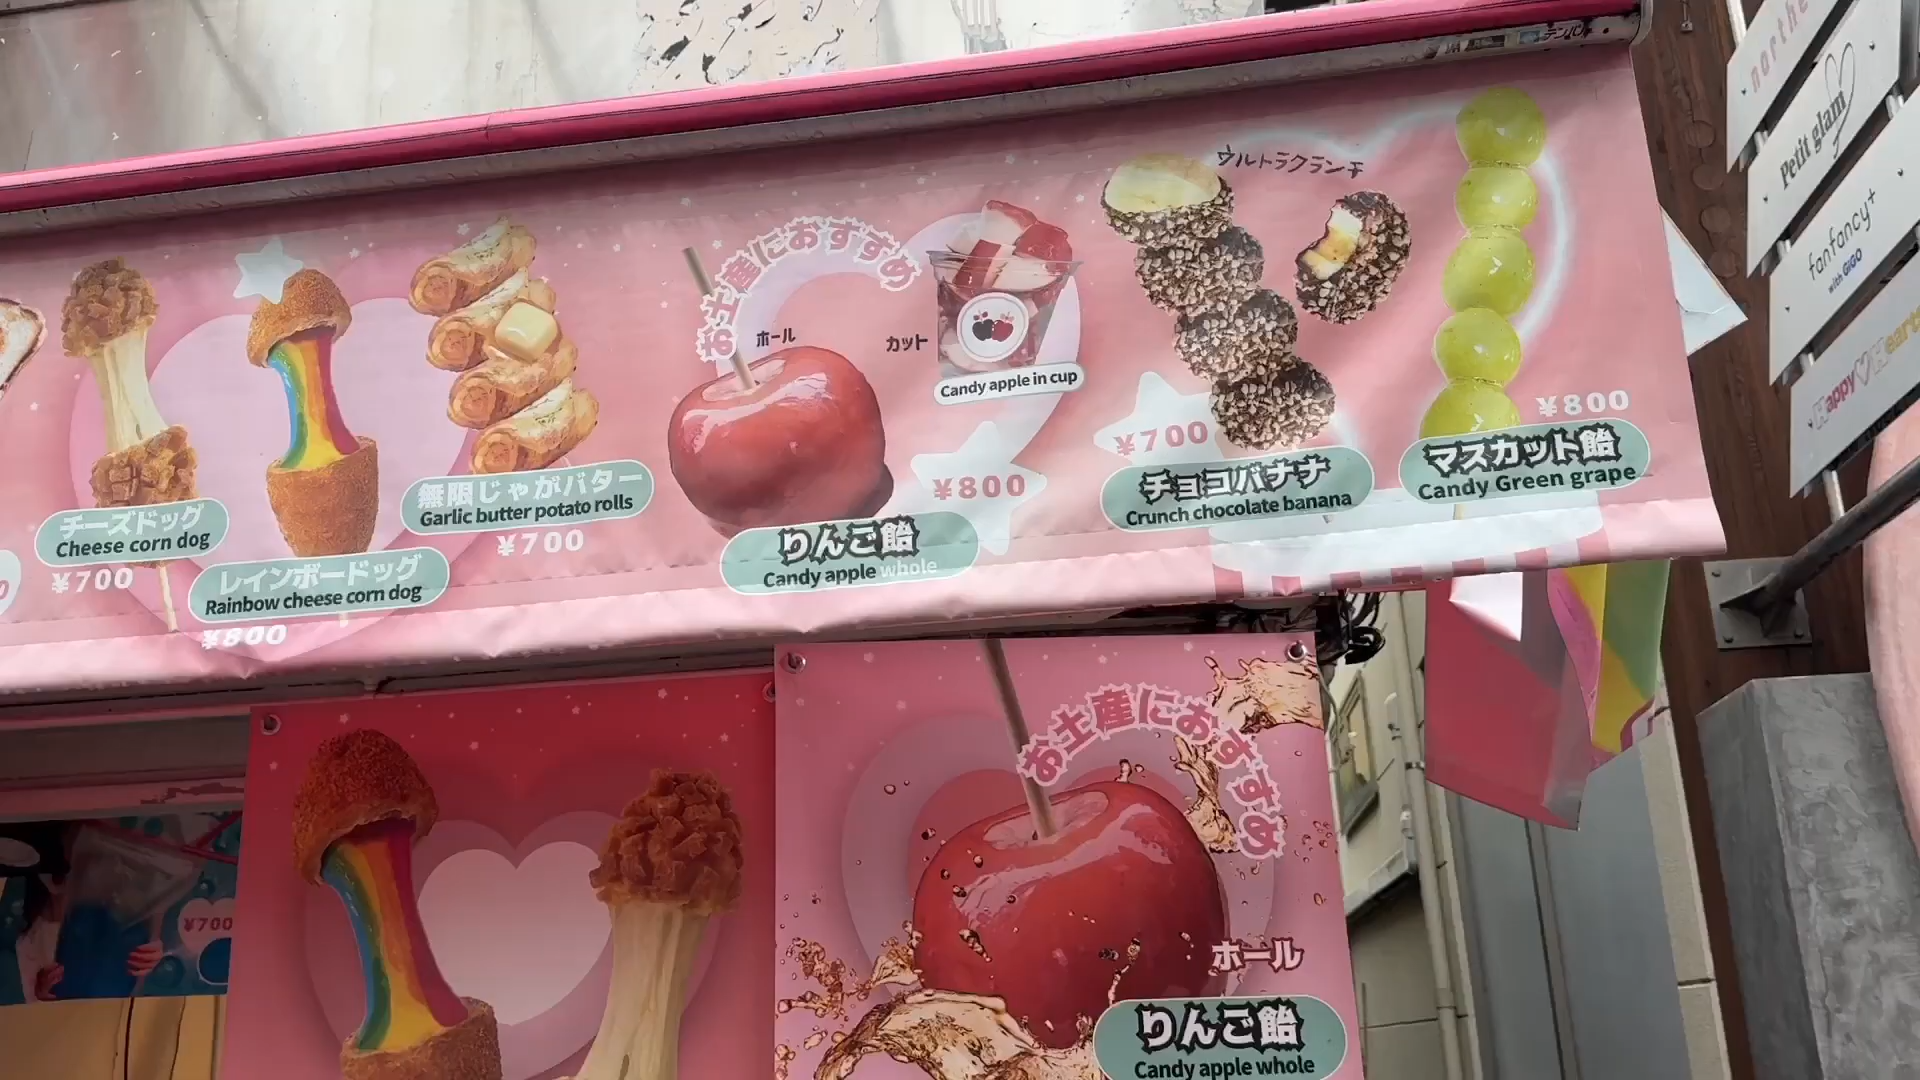 チーズドッグ
Cheese corn dog
¥700
レインボードッグ
Rainbow cheese corn dog
¥800
無限じゃがバター
Garlic butter potato rolls
¥700
お土産におすすめ
ホール
カット
Candy apple in cup
¥800
りんご飴
Candy apple whole
ウルトラクランチ
¥700
チョコバナナ
Crunch chocolate banana
¥800
マスカット飴
Candy Green grape
Petit glam
fanfancy+
with GiGO
Happy Hearts
¥700
お土産におすすめ
ホール
りんご飴
Candy apple whole